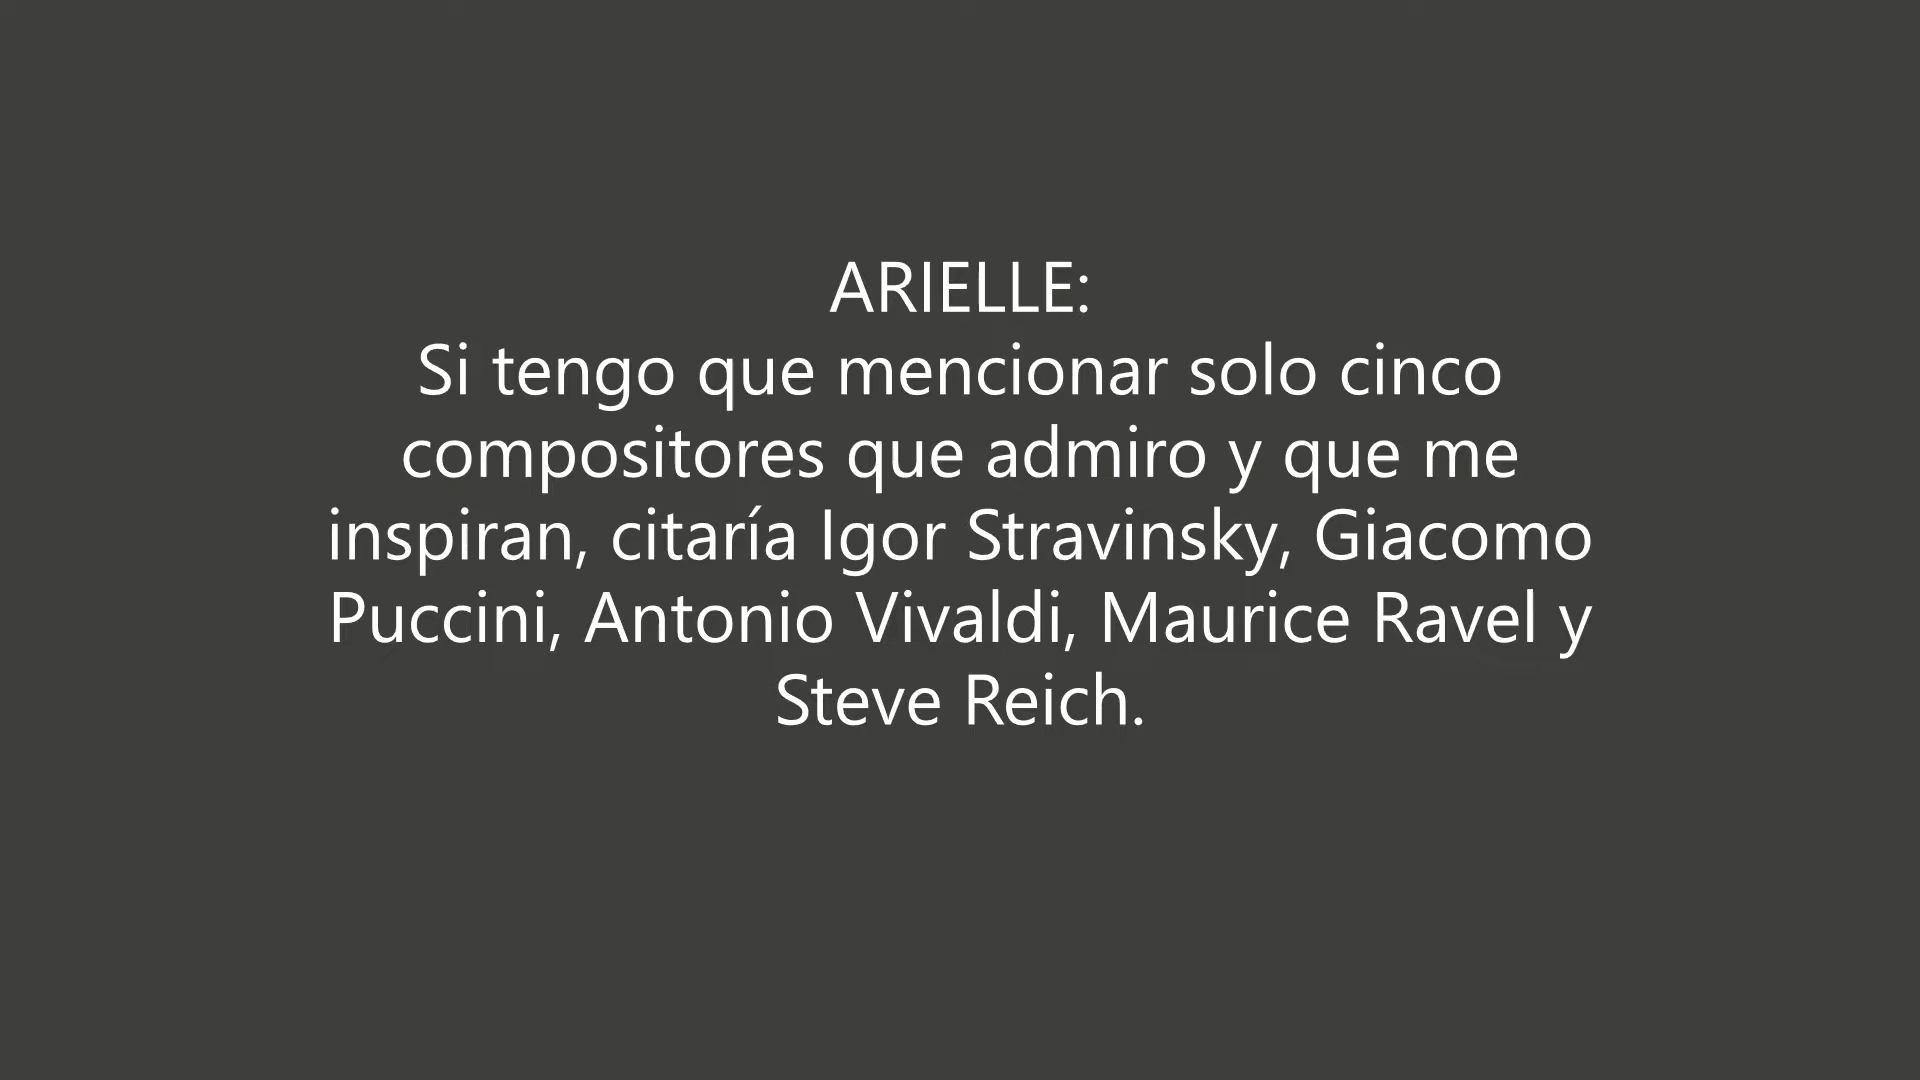 ARIELLE:
Si tengo que mencionar solo cinco
compositores que admiro y que me
inspiran, citaría Igor Stravinsky, Giacomo
Puccini, Antonio Vivaldi, Maurice Ravel y
Steve Reich.